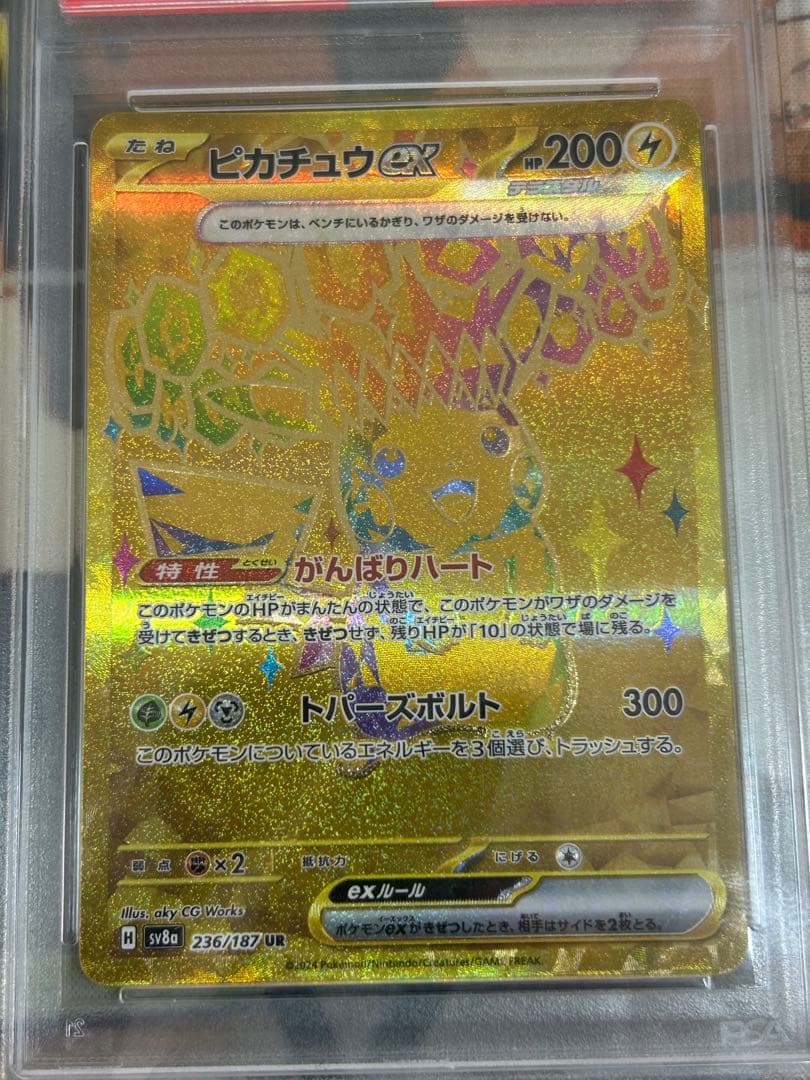 たね ピカチュウex HP 200
テラスタル
このポケモンは、ベンチにいるかぎり、ワザのダメージを受けない。
特性 とくせい がんばりハート
このポケモンのHPがまんたんの状態で、このポケモンがワザのダメージを
受けてきぜつするとき、きぜつせず、残りHPが「10」の状態で場に残る。
トパーズボルト 300
このポケモンについているエネルギーを3個選び、トラッシュする。
弱点 ×2 抵抗力 にげる
exルール
ポケモンexがきぜつしたとき、相手はサイドを2枚とる。
Illus. aky CG Works
H sv8a 236/187 UR
©2024 Pokémon/Nintendo/Creatures/GAME FREAK.
21 PSA